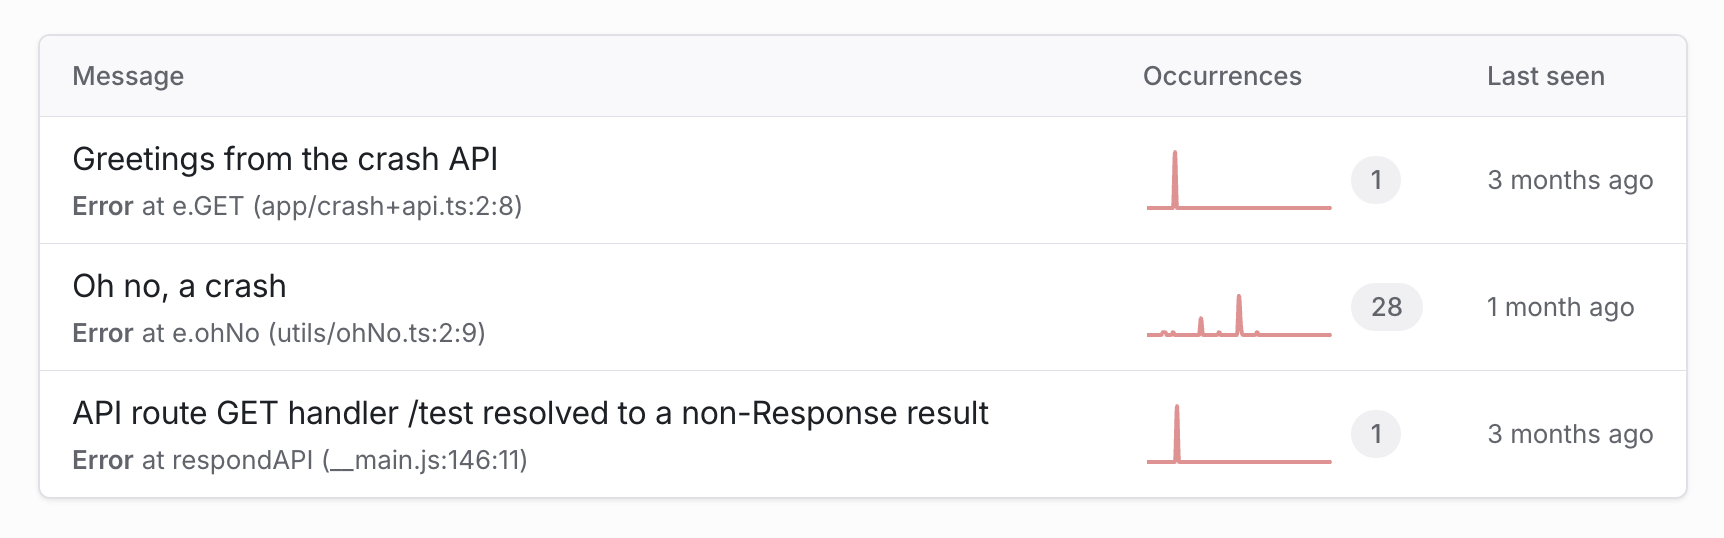 Message Occurrences Last seen
Greetings from the crash API
Error at e.GET (app/crash+api.ts:2:8)
1 3 months ago
Oh no, a crash
Error at e.ohNo (utils/ohNo.ts:2:9)
28 1 month ago
API route GET handler /test resolved to a non-Response result
Error at respondAPI (__main.js:146:11)
1 3 months ago